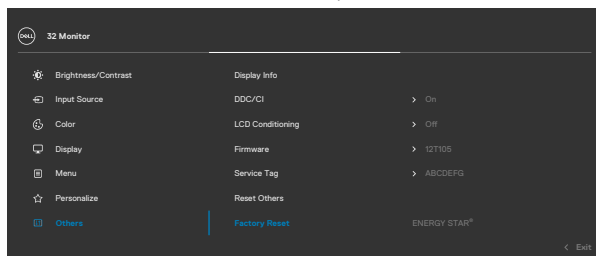 DELL
32 Monitor
Brightness/Contrast Display Info
Input Source DDC/CI > On
Color LCD Conditioning > Off
Display Firmware > 12T105
Menu Service Tag > ABCDEFG
Personalize Reset Others
Others Factory Reset ENERGY STAR®
< Exit